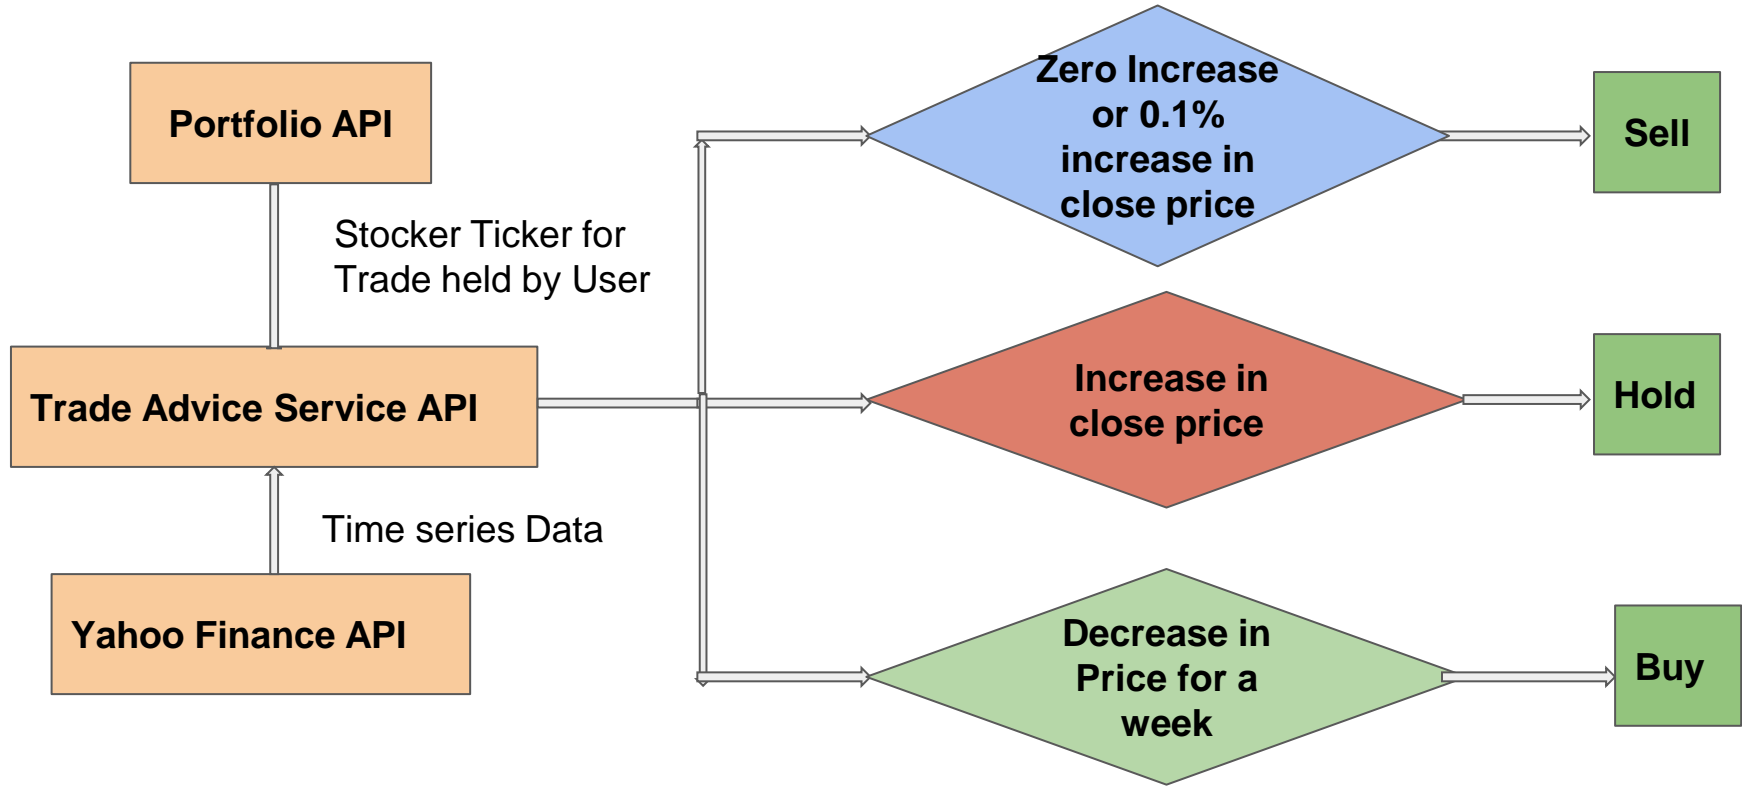 Portfolio API
Stocker Ticker for
Trade held by User
Trade Advice Service API
Time series Data
Yahoo Finance API
Zero Increase
or 0.1%
increase in
close price
Sell
Increase in
close price
Hold
Decrease in
Price for a
week
Buy